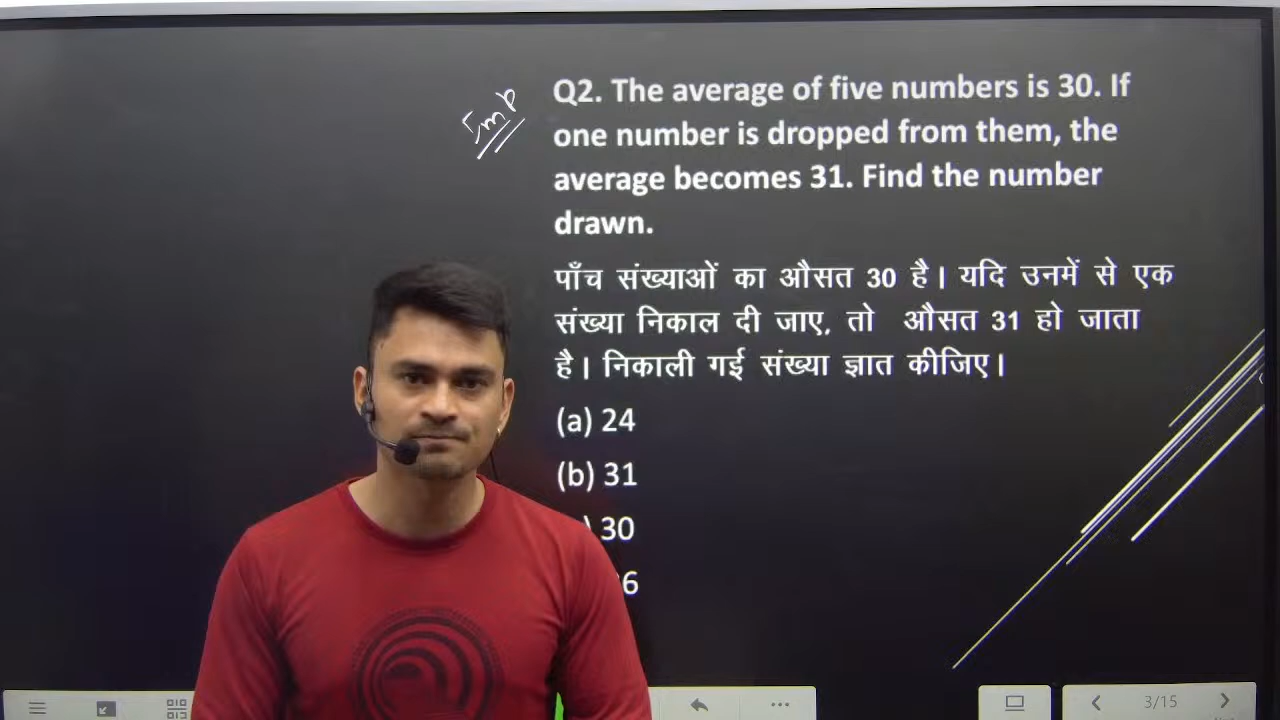 Imp
Q2. The average of five numbers is 30. If
one number is dropped from them, the
average becomes 31. Find the number
drawn.
पाँच संख्याओं का औसत 30 है। यदि उनमें से एक
संख्या निकाल दी जाए, तो औसत 31 हो जाता
है। निकाली गई संख्या ज्ञात कीजिए।
(a) 24
(b) 31
) 30
6
3/15